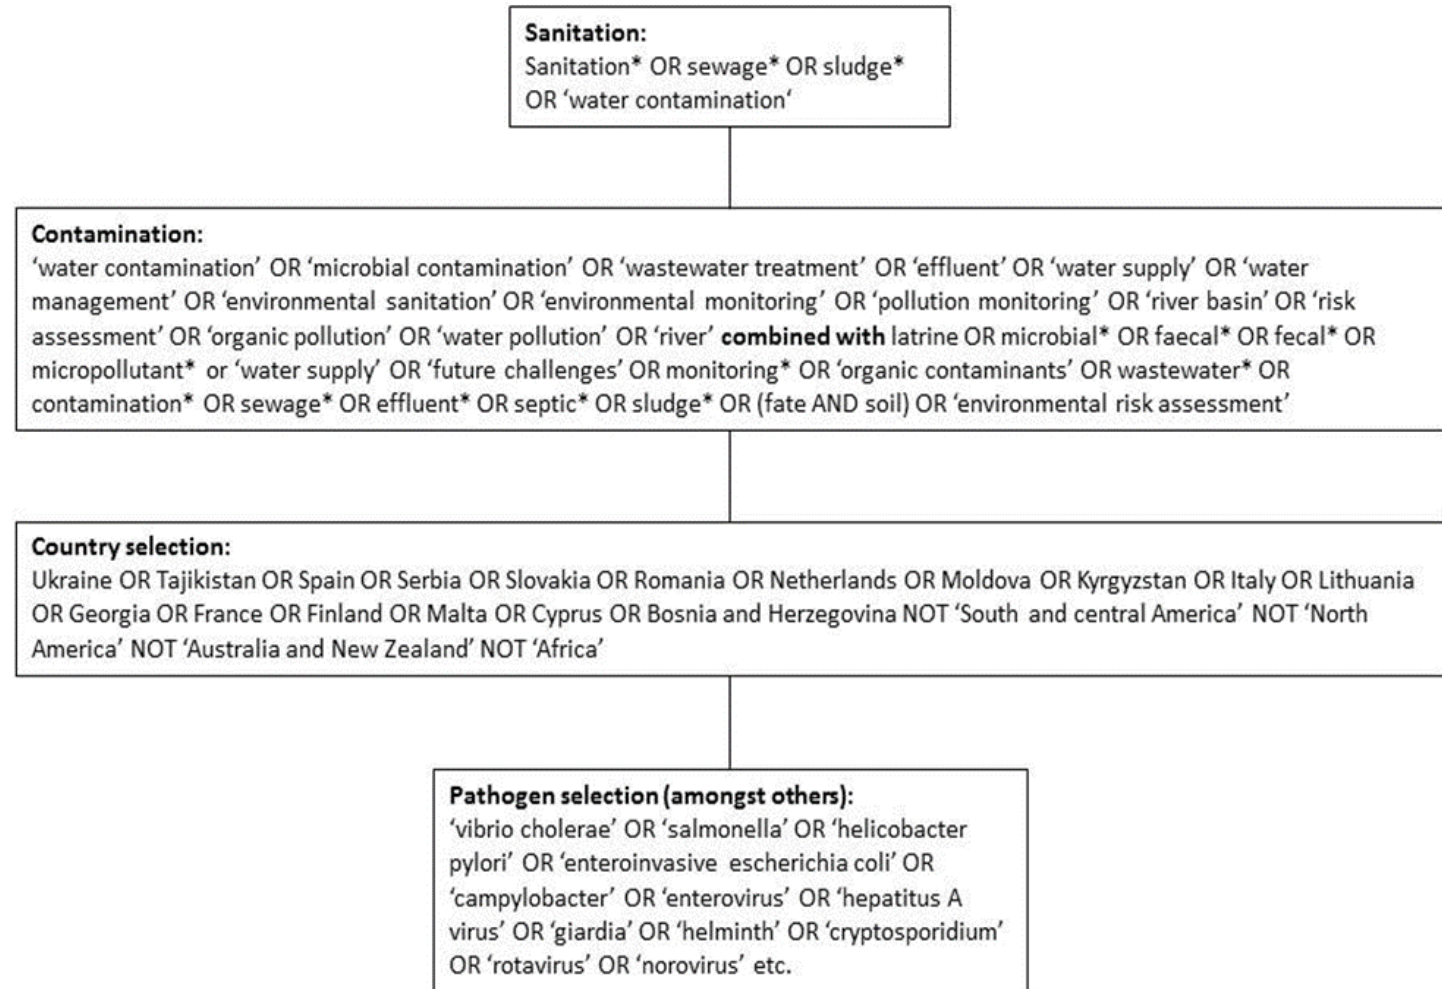 Sanitation:
Sanitation* OR sewage* OR sludge*
OR ‘water contamination‘
Contamination:
‘water contamination’ OR ‘microbial contamination’ OR ‘wastewater treatment’ OR ‘effluent’ OR ‘water supply’ OR ‘water
management’ OR ‘environmental sanitation’ OR ‘environmental monitoring’ OR ‘pollution monitoring’ OR ‘river basin’ OR ‘risk
assessment’ OR ‘organic pollution’ OR ‘water pollution’ OR ‘river’ combined with latrine OR microbial* OR faecal* OR fecal* OR
micropollutant* or ‘water supply’ OR ‘future challenges’ OR monitoring* OR ‘organic contaminants’ OR wastewater* OR
contamination* OR sewage* OR effluent* OR septic* OR sludge* OR (fate AND soil) OR ‘environmental risk assessment’
Country selection:
Ukraine OR Tajikistan OR Spain OR Serbia OR Slovakia OR Romania OR Netherlands OR Moldova OR Kyrgyzstan OR Italy OR Lithuania
OR Georgia OR France OR Finland OR Malta OR Cyprus OR Bosnia and Herzegovina NOT ‘South and central America’ NOT ‘North
America’ NOT ‘Australia and New Zealand’ NOT ‘Africa’
Pathogen selection (amongst others):
‘vibrio cholerae’ OR ‘salmonella’ OR ‘helicobacter
pylori’ OR ‘enteroinvasive escherichia coli’ OR
‘campylobacter’ OR ‘enterovirus’ OR ‘hepatitus A
virus’ OR ‘giardia’ OR ‘helminth’ OR ‘cryptosporidium’
OR ‘rotavirus’ OR ‘norovirus’ etc.